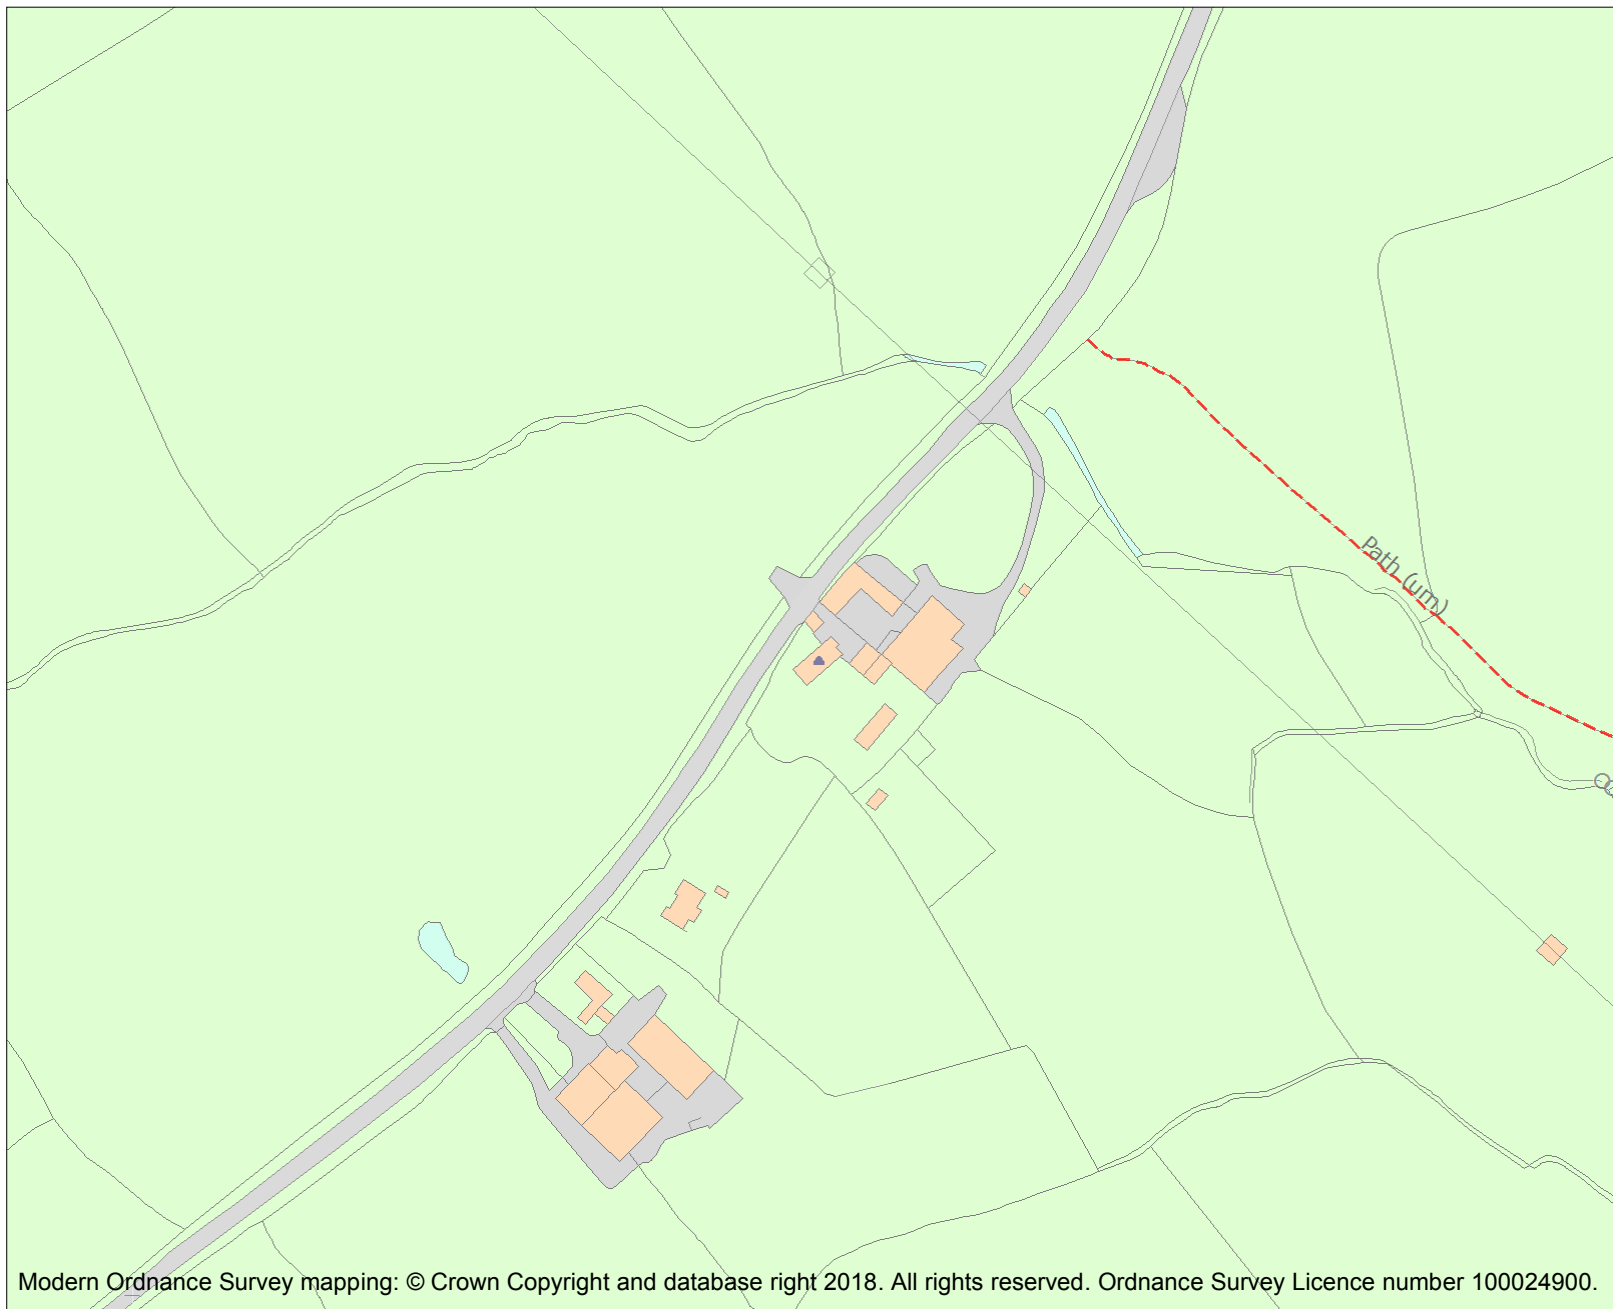 Path (um)
Modern Ordnance Survey mapping: © Crown Copyright and database right 2018. All rights reserved. Ordnance Survey Licence number 100024900.